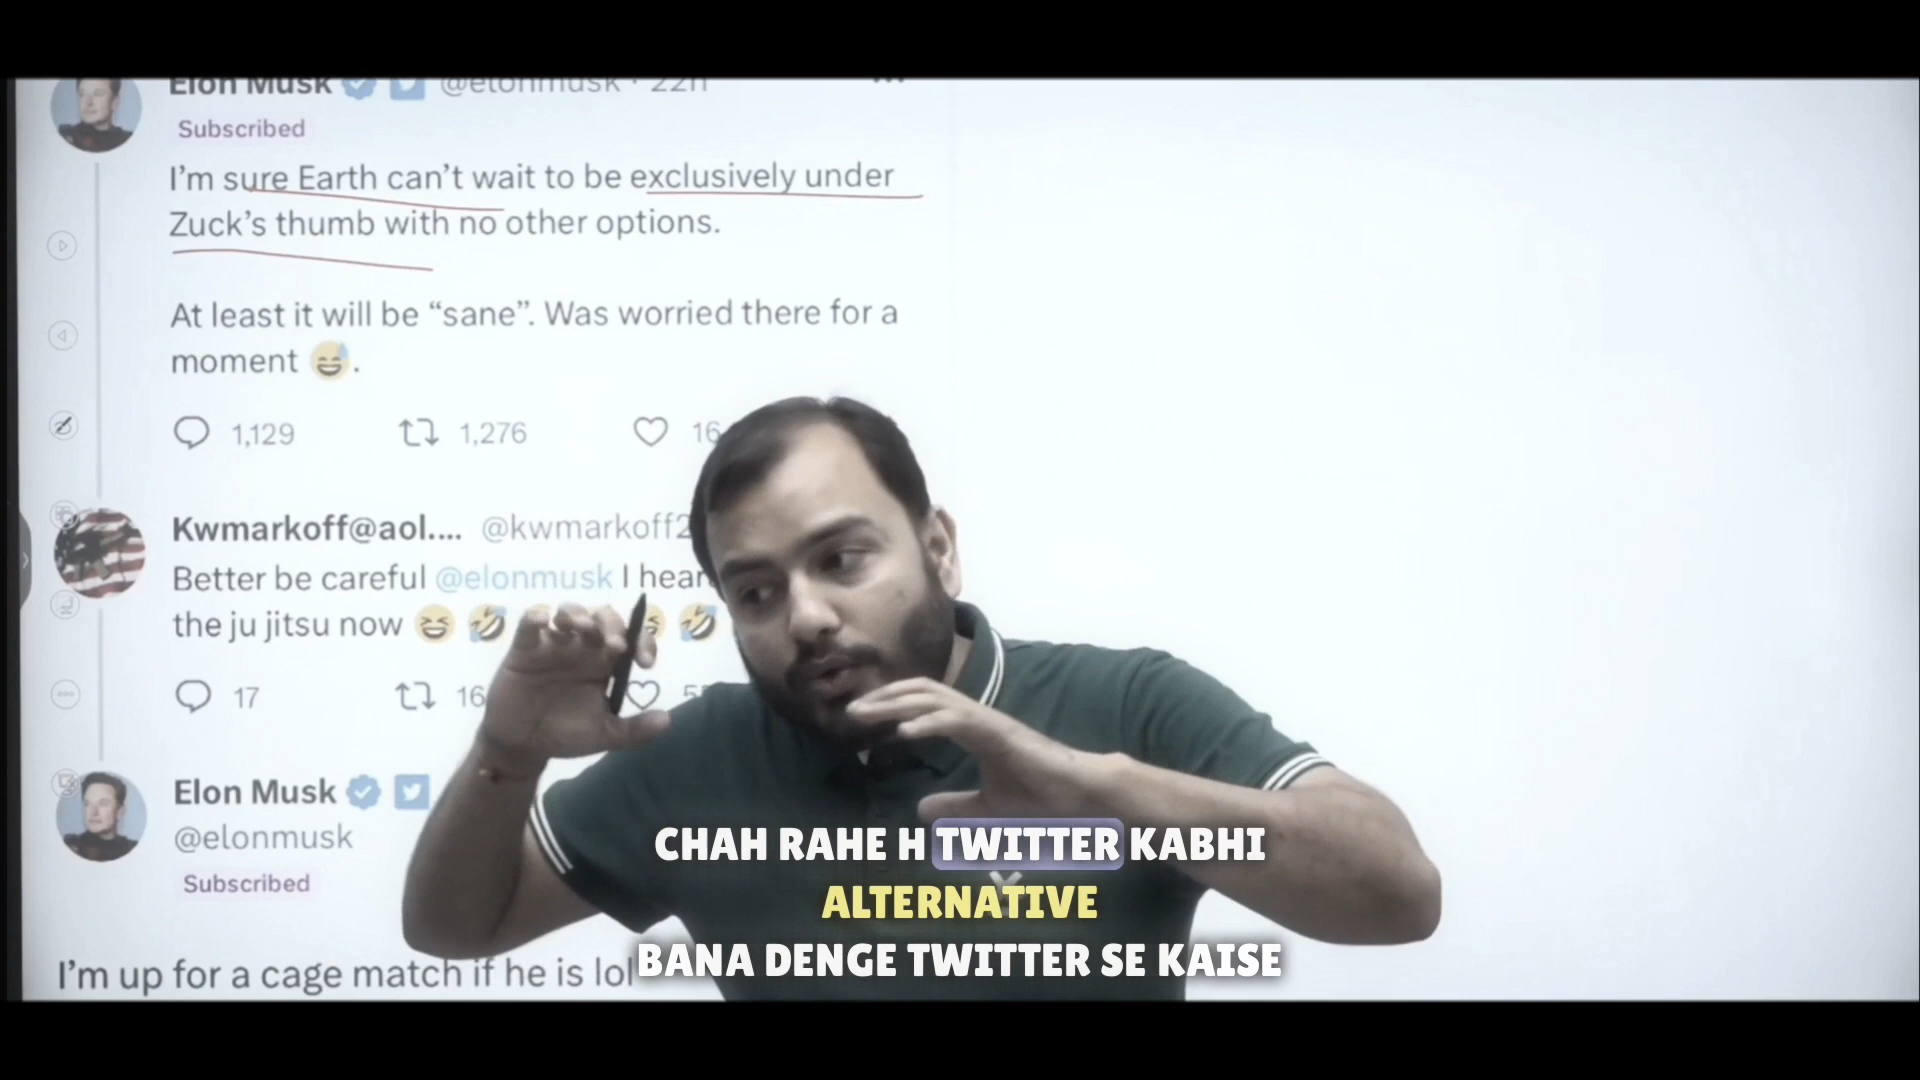 Elon Musk @elonmusk · 22h
Subscribed
I'm sure Earth can't wait to be exclusively under
Zuck's thumb with no other options.
At least it will be “sane”. Was worried there for a
moment 😅.
1,129 1,276 16
Kwmarkoff@aol.... @kwmarkoff2
Better be careful @elonmusk I hear
the ju jitsu now 😆 🤣 🤣
17 16
Elon Musk
@elonmusk
Subscribed
I'm up for a cage match if he is lol
CHAH RAHE H TWITTER KABHI
ALTERNATIVE
BANA DENGE TWITTER SE KAISE